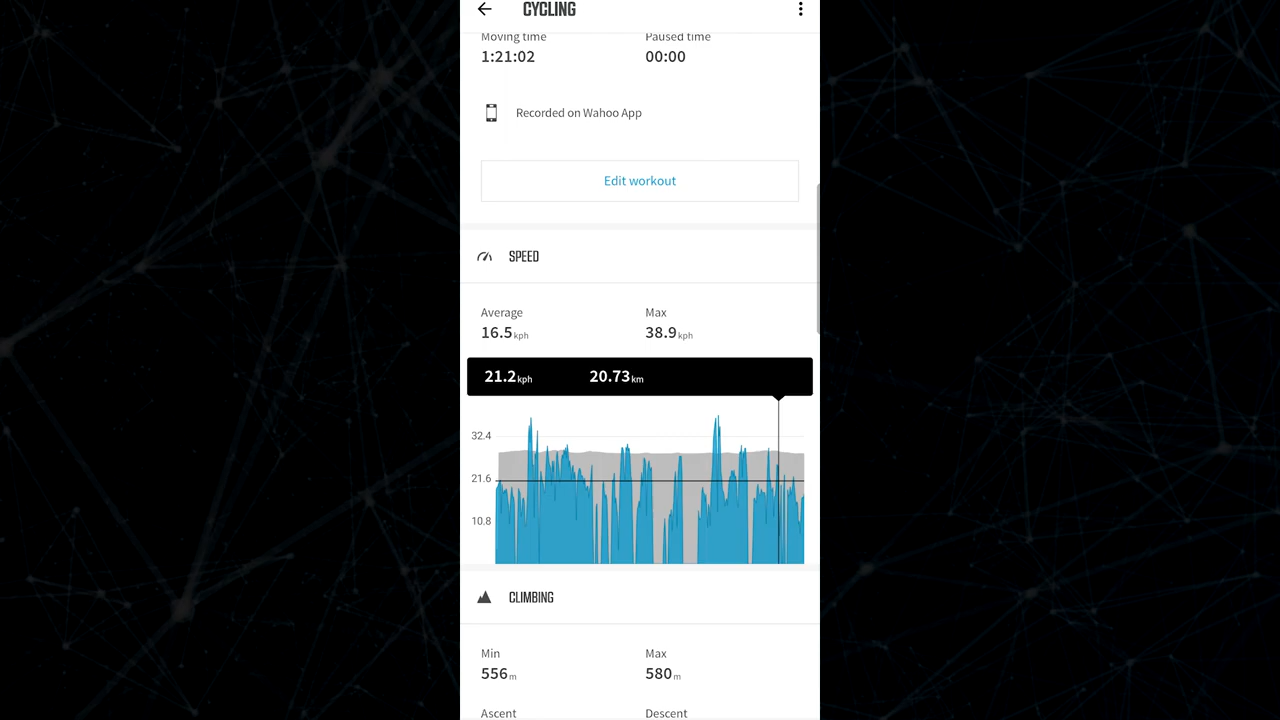 CYCLING
Moving time Paused time
1:21:02 00:00
Recorded on Wahoo App
Edit workout
SPEED
Average Max
16.5 kph 38.9 kph
21.2 kph 20.73 km
32.4
21.6
10.8
CLIMBING
Min Max
556 m 580 m
Ascent Descent